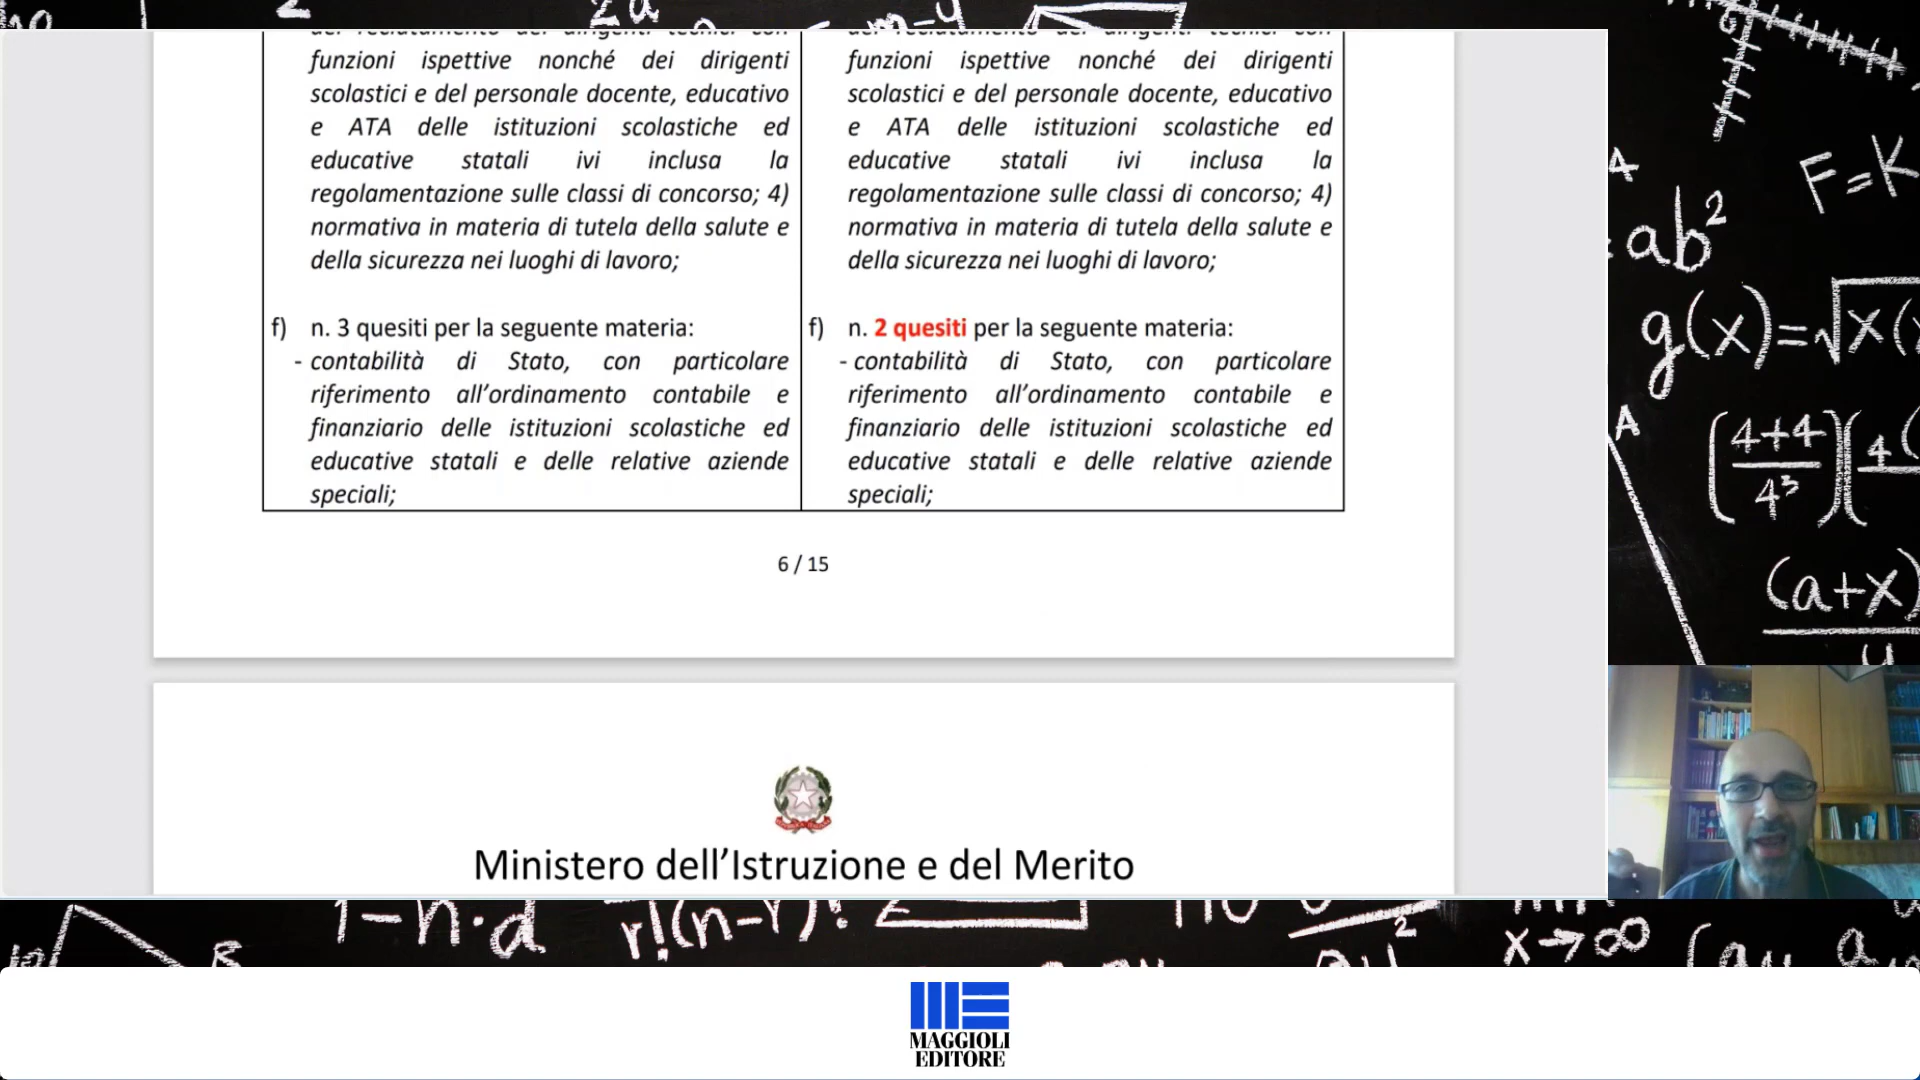 funzioni ispettive nonché dei dirigenti
scolastici e del personale docente, educativo
e ATA delle istituzioni scolastiche ed
educative statali ivi inclusa la
regolamentazione sulle classi di concorso; 4)
normativa in materia di tutela della salute e
della sicurezza nei luoghi di lavoro;
f) n. 3 quesiti per la seguente materia:
- contabilità di Stato, con particolare
riferimento all’ordinamento contabile e
finanziario delle istituzioni scolastiche ed
educative statali e delle relative aziende
speciali;
funzioni ispettive nonché dei dirigenti
scolastici e del personale docente, educativo
e ATA delle istituzioni scolastiche ed
educative statali ivi inclusa la
regolamentazione sulle classi di concorso; 4)
normativa in materia di tutela della salute e
della sicurezza nei luoghi di lavoro;
f) n. 2 quesiti per la seguente materia:
- contabilità di Stato, con particolare
riferimento all’ordinamento contabile e
finanziario delle istituzioni scolastiche ed
educative statali e delle relative aziende
speciali;
6 / 15
Ministero dell’Istruzione e del Merito
ab²
F=K
g(x)=√x(
A
(4+4
4³
(a+x)
1-n·d
r!(n-r)!
x→∞
MAGGIOLI
EDITORE